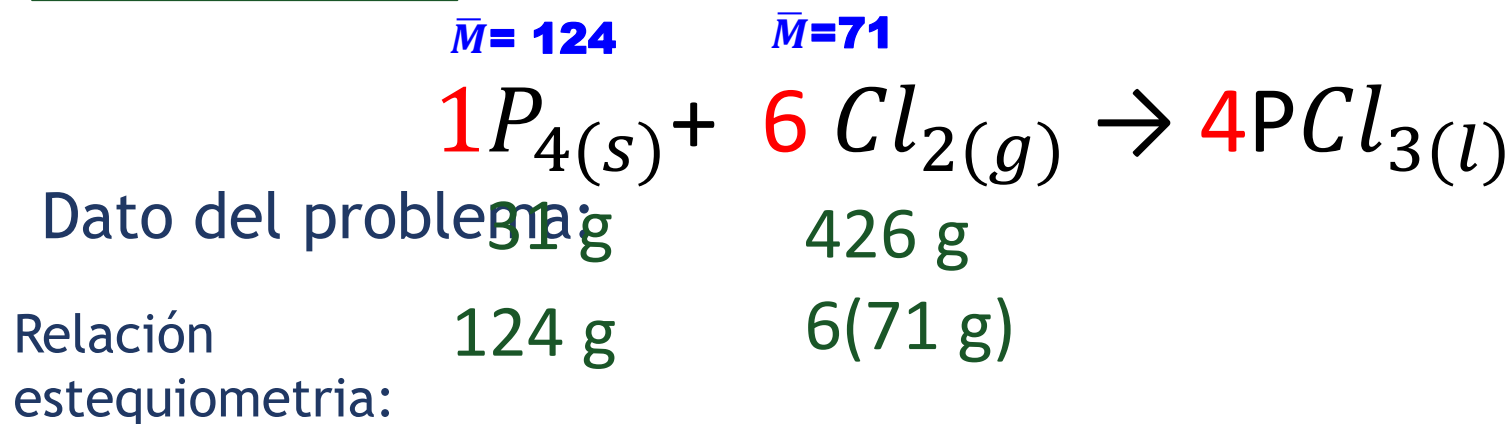 M̅= 124 M̅=71
1P₄₍ₛ₎+ 6 Cl₂(g) → 4PCl₃(l)
Dato del problema: 31 g 426 g
Relación 124 g 6(71 g)
estequiometria: